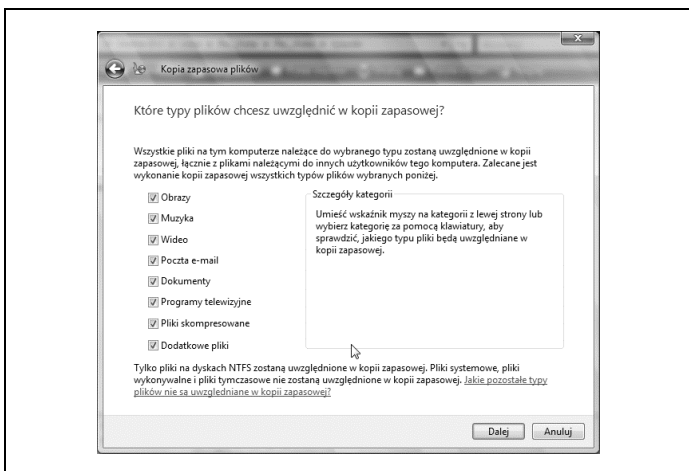 Kopia zapasowa plików
Które typy plików chcesz uwzględnić w kopii zapasowej?
Wszystkie pliki na tym komputerze należące do wybranego typu zostaną uwzględnione w kopii
zapasowej, łącznie z plikami należącymi do innych użytkowników tego komputera. Zalecane jest
wykonanie kopii zapasowej wszystkich typów plików wybranych poniżej.
Obrazy
Muzyka
Wideo
Poczta e-mail
Dokumenty
Programy telewizyjne
Pliki skompresowane
Dodatkowe pliki
Szczegóły kategorii
Umieść wskaźnik myszy na kategorii z lewej strony lub
wybierz kategorię za pomocą klawiatury, aby
sprawdzić, jakiego typu pliki będą uwzględniane w
kopii zapasowej.
Tylko pliki na dyskach NTFS zostaną uwzględnione w kopii zapasowej. Pliki systemowe, pliki
wykonywalne i pliki tymczasowe nie zostaną uwzględnione w kopii zapasowej. Jakie pozostałe typy
plików nie są uwzględniane w kopii zapasowej?
Dalej Anuluj